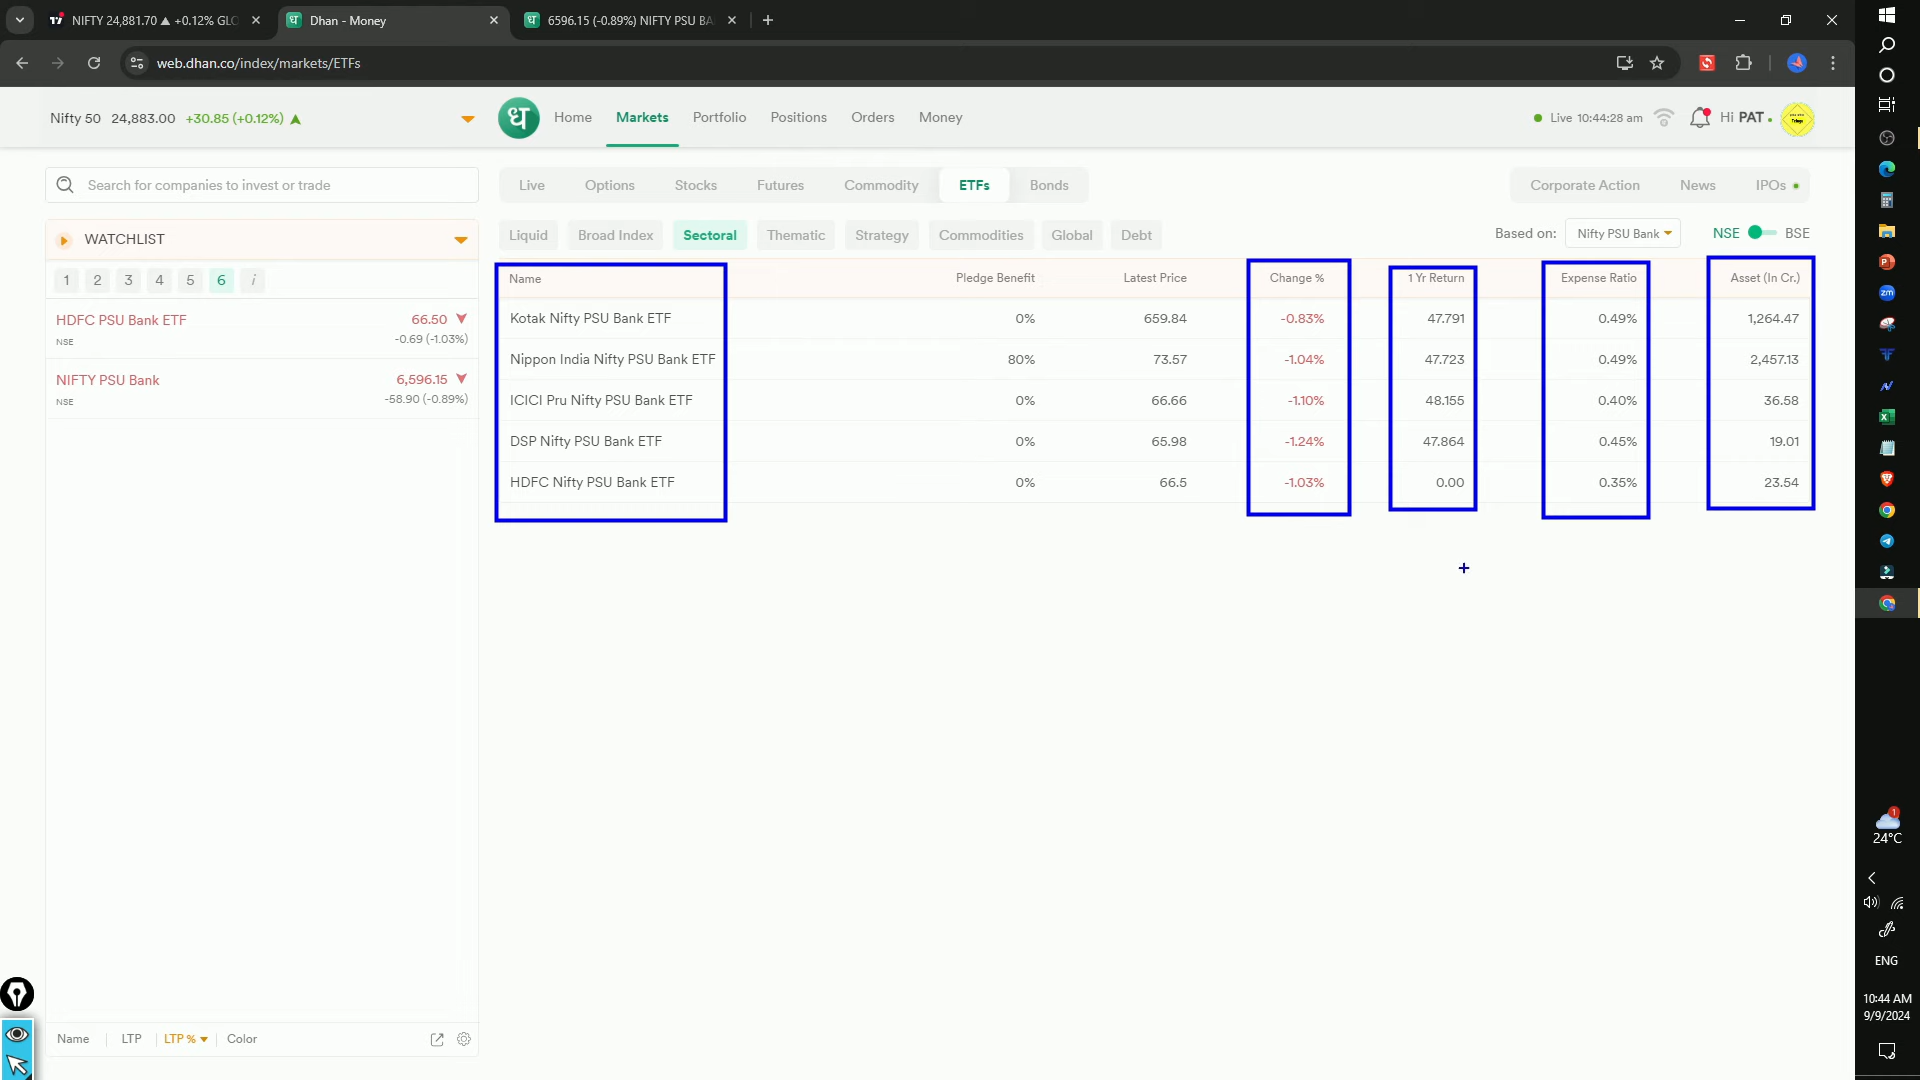 NIFTY 24,881.70 ▲ +0.12% GLO
Dhan - Money
6596.15 (-0.89%) NIFTY PSU BA
web.dhan.co/index/markets/ETFs
Nifty 50 24,883.00 +30.85 (+0.12%)
ध
Home Markets Portfolio Positions Orders Money
Live 10:44:28 am
Hi PAT
Search for companies to invest or trade
Live Options Stocks Futures Commodity ETFs Bonds
Corporate Action News IPOs
WATCHLIST
Liquid Broad Index Sectoral Thematic Strategy Commodities Global Debt
Based on: Nifty PSU Bank NSE BSE
1 2 3 4 5 6 i
HDFC PSU Bank ETF 66.50
NSE -0.69 (-1.03%)
NIFTY PSU Bank 6,596.15
NSE -58.90 (-0.89%)
Name Pledge Benefit Latest Price Change % 1 Yr Return Expense Ratio Asset (In Cr.)
Kotak Nifty PSU Bank ETF 0% 659.84 -0.83% 47.791 0.49% 1,264.47
Nippon India Nifty PSU Bank ETF 80% 73.57 -1.04% 47.723 0.49% 2,457.13
ICICI Pru Nifty PSU Bank ETF 0% 66.66 -1.10% 48.155 0.40% 36.58
DSP Nifty PSU Bank ETF 0% 65.98 -1.24% 47.864 0.45% 19.01
HDFC Nifty PSU Bank ETF 0% 66.5 -1.03% 0.00 0.35% 23.54
Name LTP LTP % Color
zm
1
24°C
ENG
10:44 AM
9/9/2024